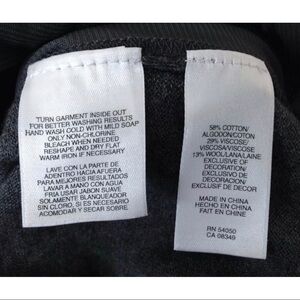 TURN GARMENT INSIDE OUT
FOR BETTER WASHING RESULTS
HAND WASH COLD WITH MILD SOAP
ONLY NON-CHLORINE
BLEACH WHEN NEEDED
RESHAPE AND DRY FLAT
WARM IRON IF NECESSARY
LAVE CON LA PARTE DE
ADENTRO HACIA AFUERA
PARA MEJORES RESULTADOS
LAVAR A MANO CON AGUA
FRIA USAR JABON SUAVE
SOLAMENTE BLANQUEADOR
SIN CLORO, SI ES NECESARIO
ACOMODAR Y SECAR SOBRE
58% COTTON/
ALGODON/COTON
29% VISCOSE/
VISCOSA/VISCOSE
13% WOOL/LANA/LAINE
EXCLUSIVE OF
DECORATION/
EXCLUSIVO DE
DECORACION/
EXCLUSIF DE DECOR
MADE IN CHINA
HECHO EN CHINA
FAIT EN CHINE
RN 54050
CA 08349